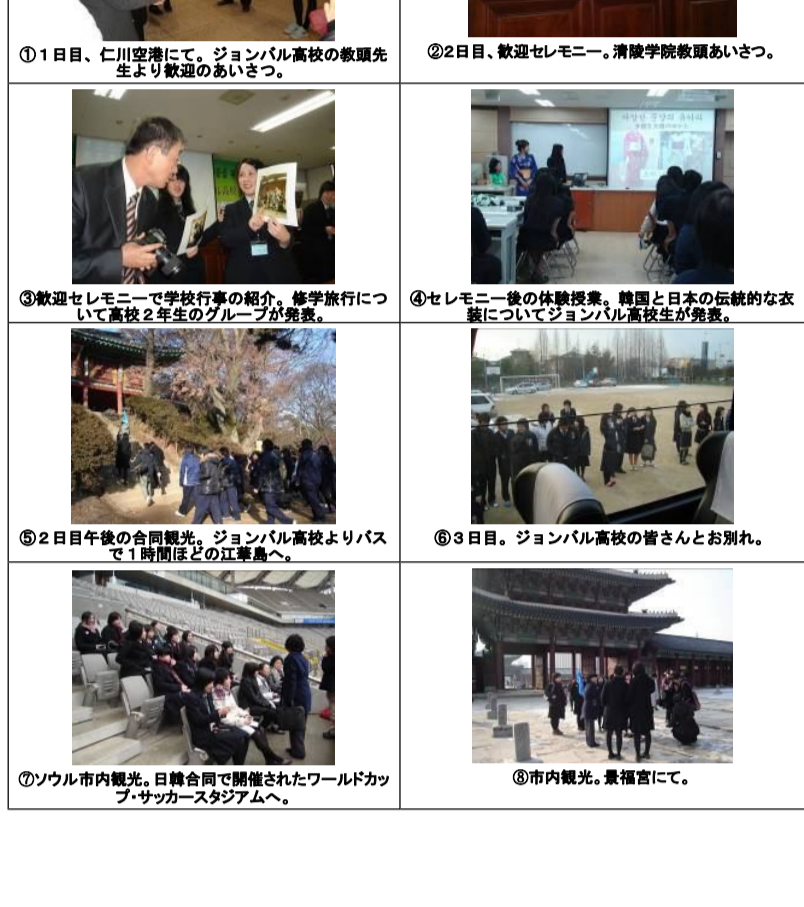 ①1日目、仁川空港にて。ジョンバル高校の教頭先
生より歓迎のあいさつ。
②2日目、歓迎セレモニー。清陵学院教頭あいさつ。
③歓迎セレモニーで学校行事の紹介。修学旅行につ
いて高校2年生のグループが発表。
④セレモニー後の体験授業。韓国と日本の伝統的な衣
装についてジョンバル高校生が発表。
⑤2日目午後の合同観光。ジョンバル高校よりバス
で1時間ほどの江華島へ。
⑥3日目。ジョンバル高校の皆さんとお別れ。
⑦ソウル市内観光。日韓合同で開催されたワールドカッ
プ・サッカースタジアムへ。
⑧市内観光。景福宮にて。